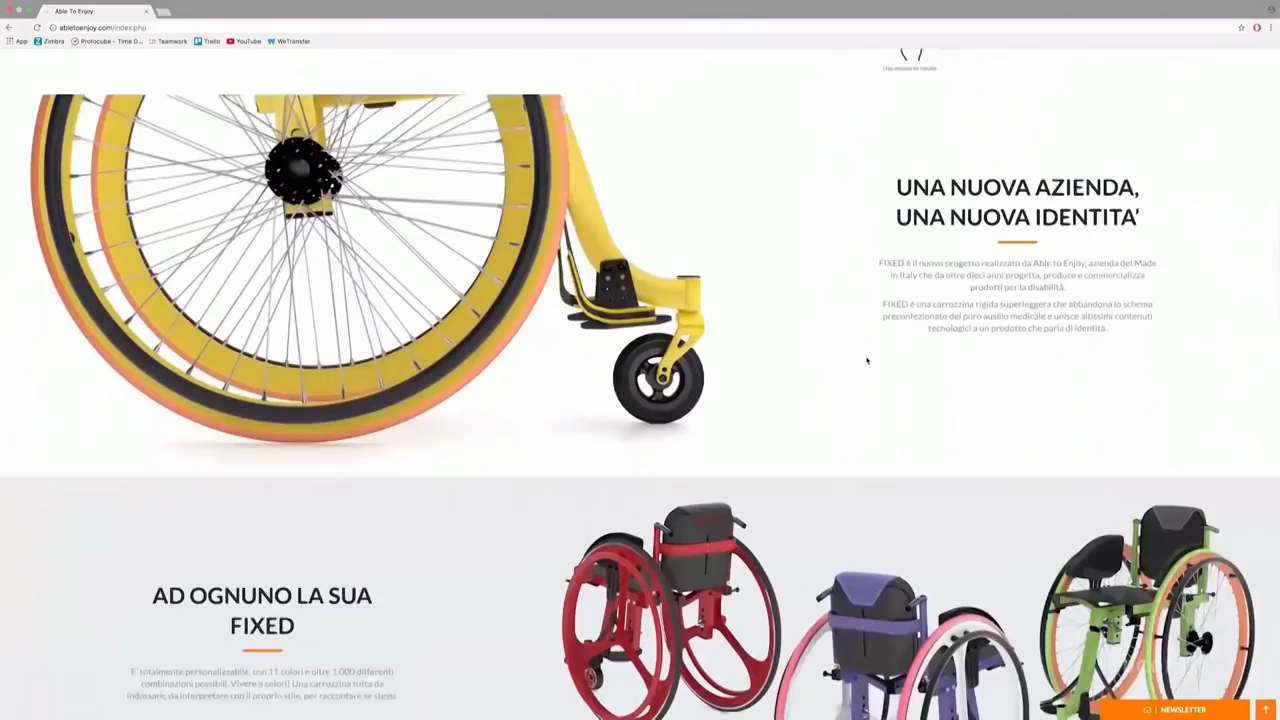 Able To Enjoy
abletoenjoy.com/index.php
App Zimbra Protocube - Time D... Teamwork Trello YouTube WeTransfer
UNA NUOVA AZIENDA,
UNA NUOVA IDENTITA'
FIXED è il nuovo progetto realizzato da Able to Enjoy, azienda del Made
in Italy che da oltre dieci anni progetta, produce e commercializza
prodotti per la disabilità.
FIXED è una carrozzina rigida superleggera che abbandona lo schema
preconfezionato del puro ausilio medicale e unisce altissimi contenuti
tecnologici a un prodotto che parla di identità.
AD OGNUNO LA SUA
FIXED
E' totalmente personalizzabile, con 11 colori e oltre 1.000 differenti
combinazioni possibili. Vivere a colori! Una carrozzina tutta da
indossare, da interpretare con il proprio stile, per raccontare se stessi.
| NEWSLETTER